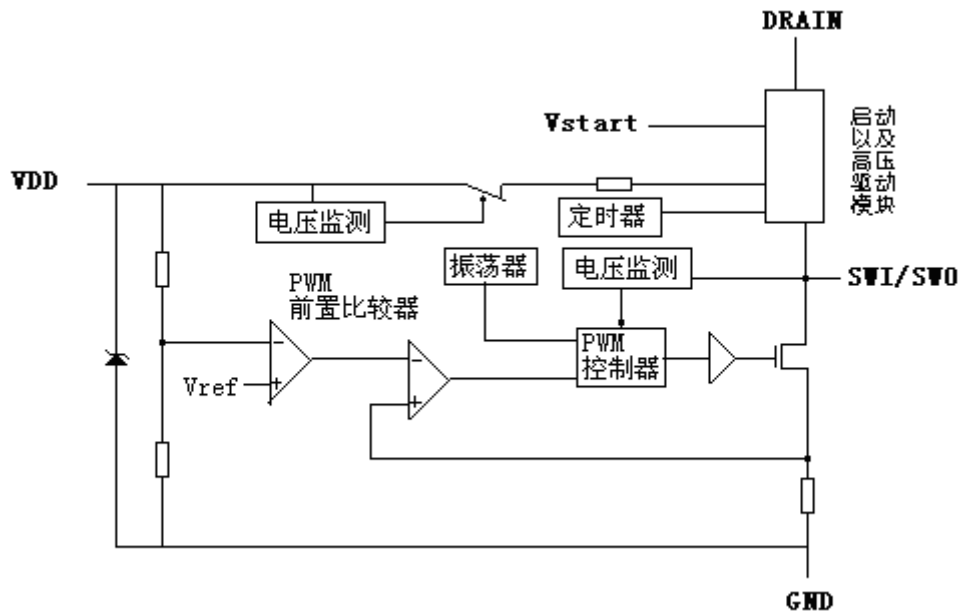 DRAIN
Vstart
启动
以及
高压
驱动
模块
VDD
电压监测
定时器
振荡器
电压监测
SWI/SWO
PWM
前置比较器
PWM
控制器
-
+
Vref
-
+
GND